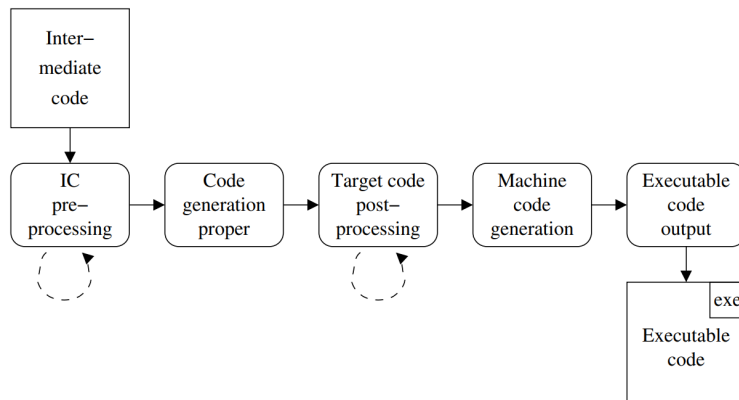 Inter–
mediate
code
IC
pre–
processing
Code
generation
proper
Target code
post–
processing
Machine
code
generation
Executable
code
output
exe
Executable
code